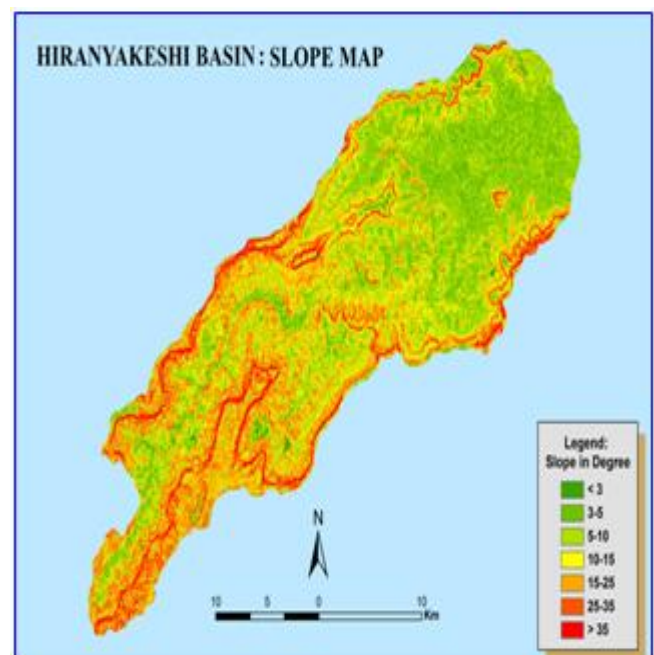 HIRANYAKESHI BASIN: SLOPE MAP
Legend:
Slope in Degree
< 3
3-5
5-10
10-15
15-25
25-35
> 35
N
10 5 0 10
Km